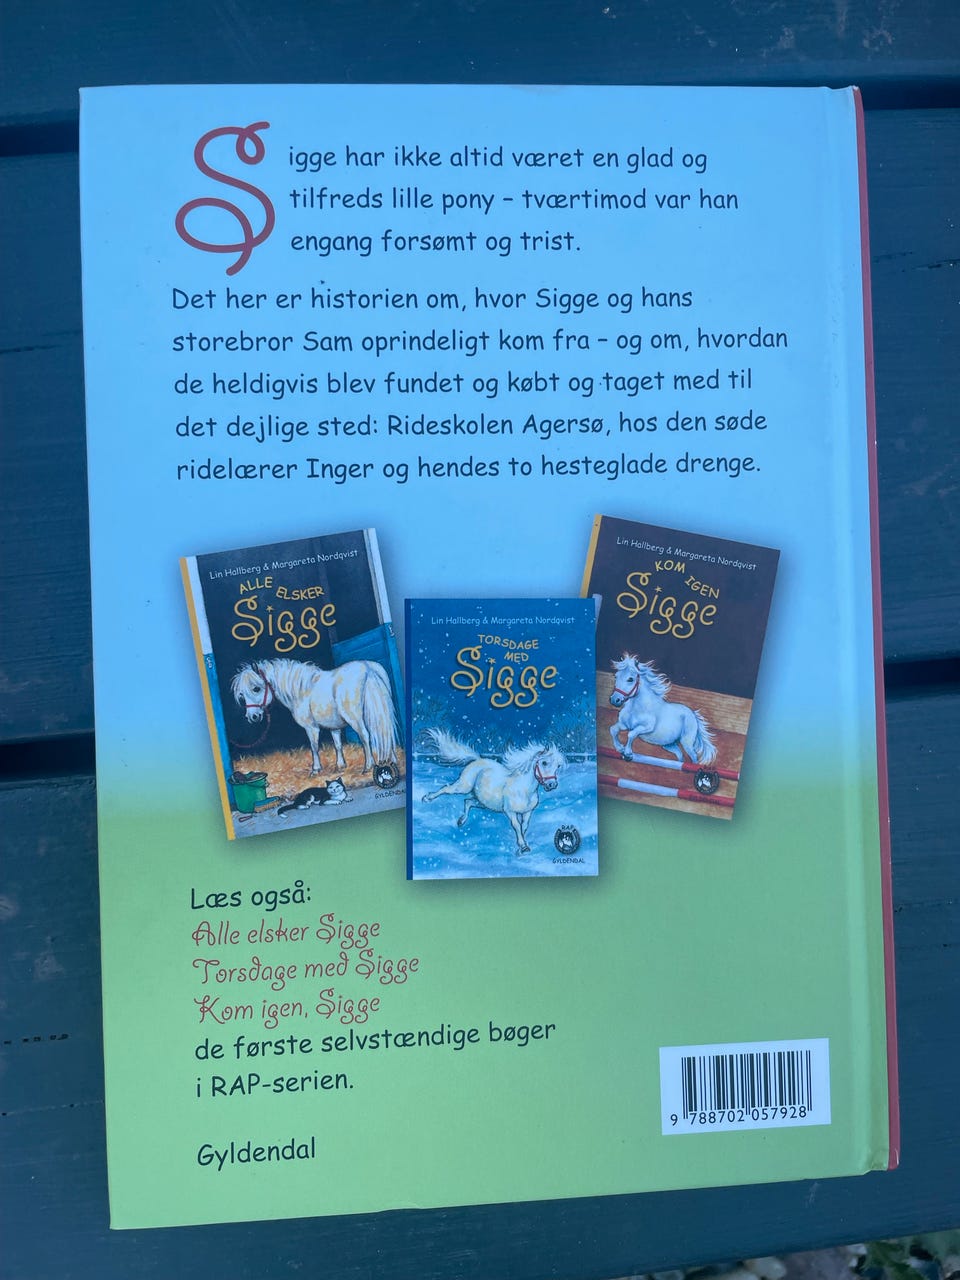 Sigge har ikke altid været en glad og
tilfreds lille pony – tværtimod var han
engang forsømt og trist.
Det her er historien om, hvor Sigge og hans
storebror Sam oprindeligt kom fra – og om, hvordan
de heldigvis blev fundet og købt og taget med til
det dejlige sted: Rideskolen Agersø, hos den søde
ridelærer Inger og hendes to hesteglade drenge.
Lin Hallberg & Margareta Nordqvist
ALLE
ELSKER
Sigge
GYLDENDAL
Lin Hallberg & Margareta Nordqvist
TORSDAGE
MED
Sigge
RAP
GYLDENDAL
Lin Hallberg & Margareta Nordqvist
KOM
IGEN
Sigge
GYLDENDAL
Læs også:
Alle elsker Sigge
Torsdage med Sigge
Kom igen, Sigge
de første selvstændige bøger
i RAP-serien.
Gyldendal
9 788702 057928